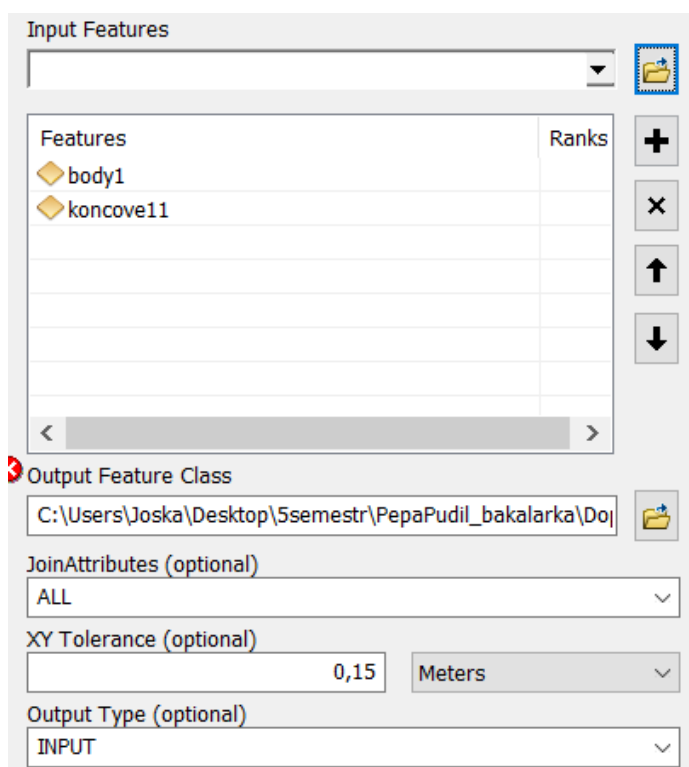 Input Features
Features Ranks
body1
koncove11
Output Feature Class
C:\Users\Joska\Desktop\5semestr\PepaPudil_bakalarka\Do
JoinAttributes (optional)
ALL
XY Tolerance (optional)
0,15 Meters
Output Type (optional)
INPUT